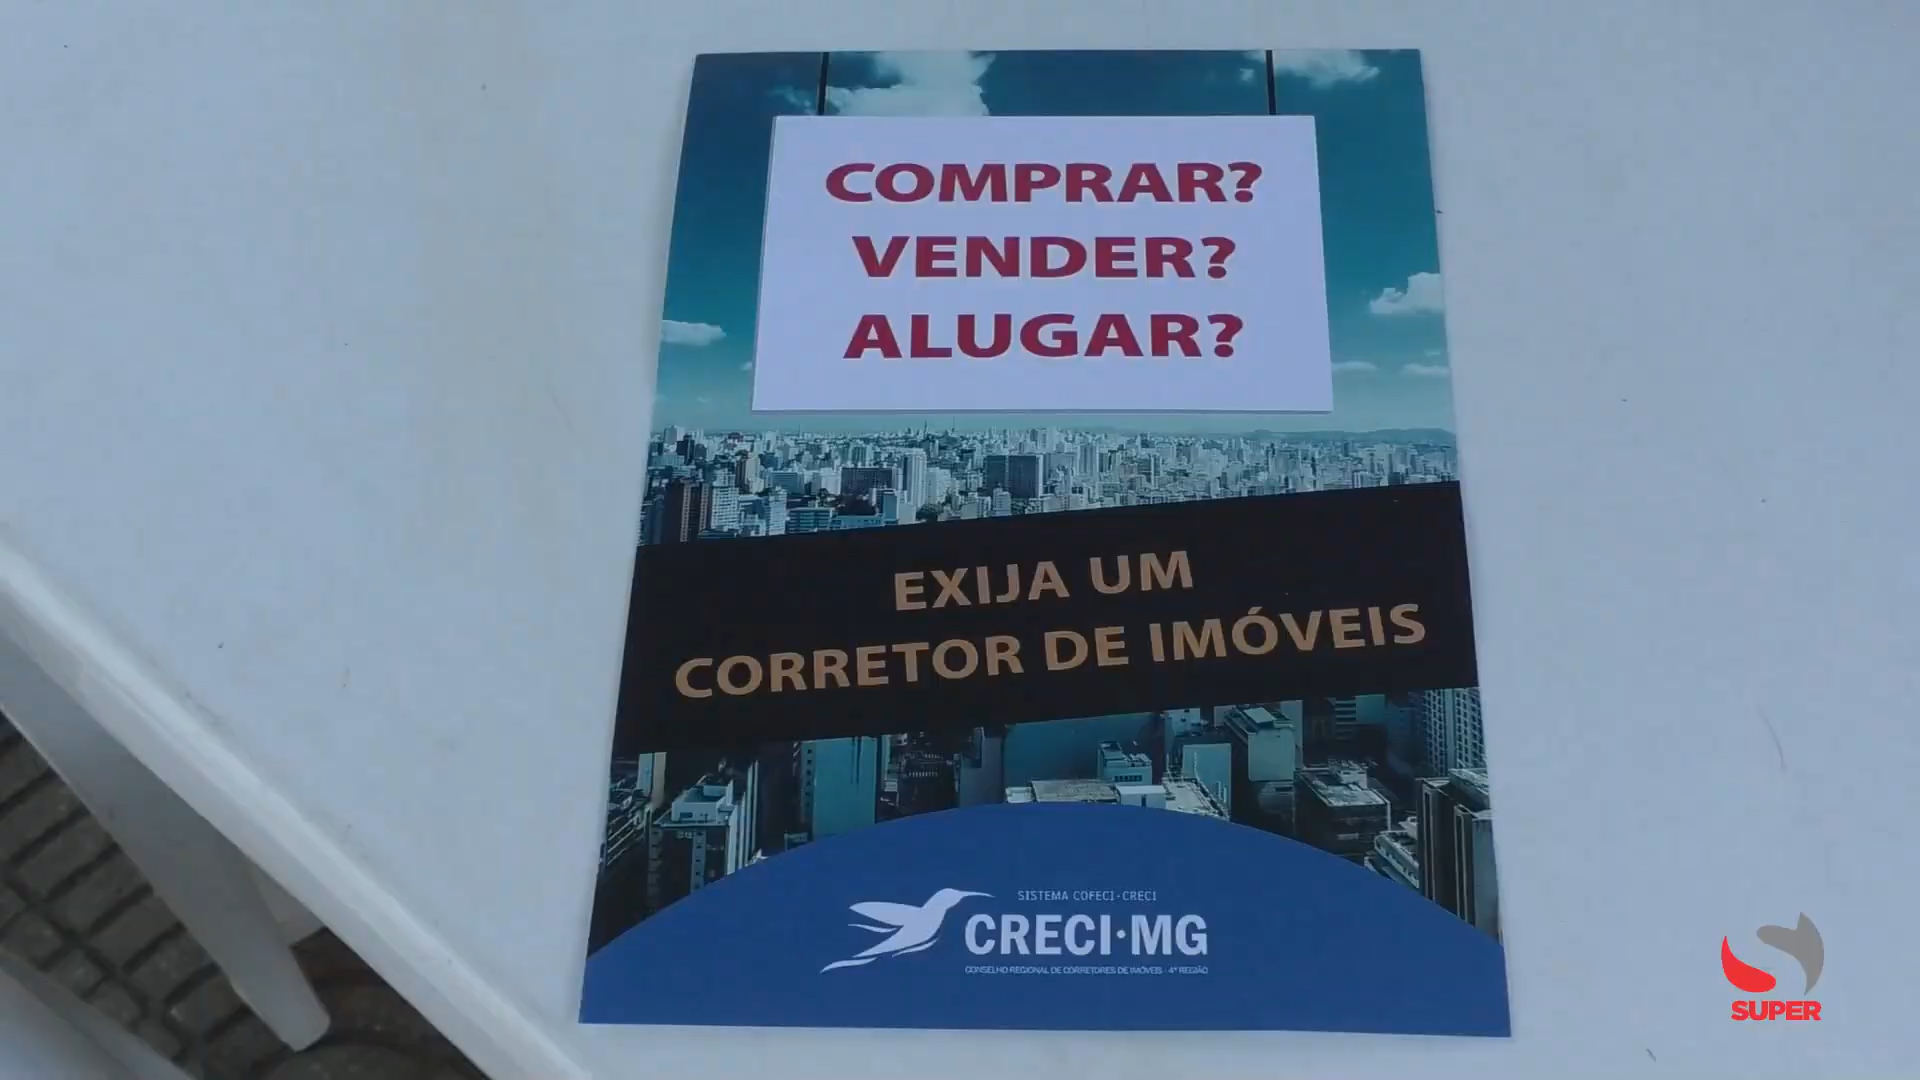 COMPRAR?
VENDER?
ALUGAR?
EXIJA UM
CORRETOR DE IMÓVEIS
SISTEMA COFECI·CRECI
CRECI·MG
CONSELHO REGIONAL DE CORRETORES DE IMÓVEIS - 4ª REGIÃO
SUPER